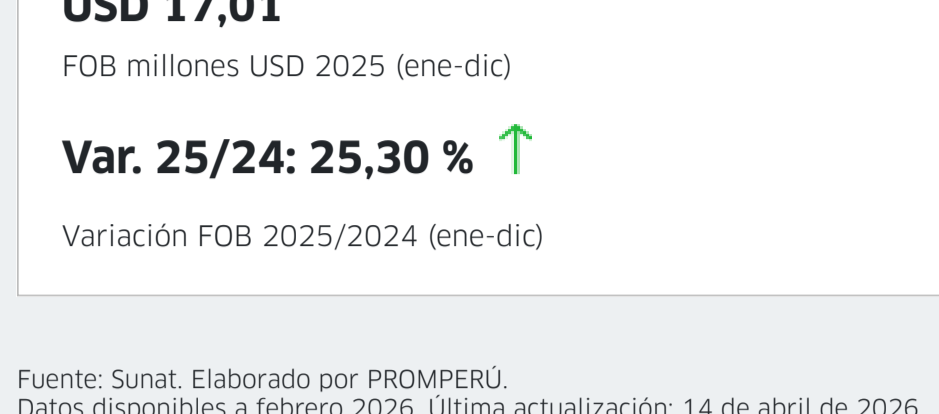 USD 17,01
FOB millones USD 2025 (ene-dic)
Var. 25/24: 25,30 %
Variación FOB 2025/2024 (ene-dic)
Fuente: Sunat. Elaborado por PROMPERÚ.
Datos disponibles a febrero 2026. Última actualización: 14 de abril de 2026